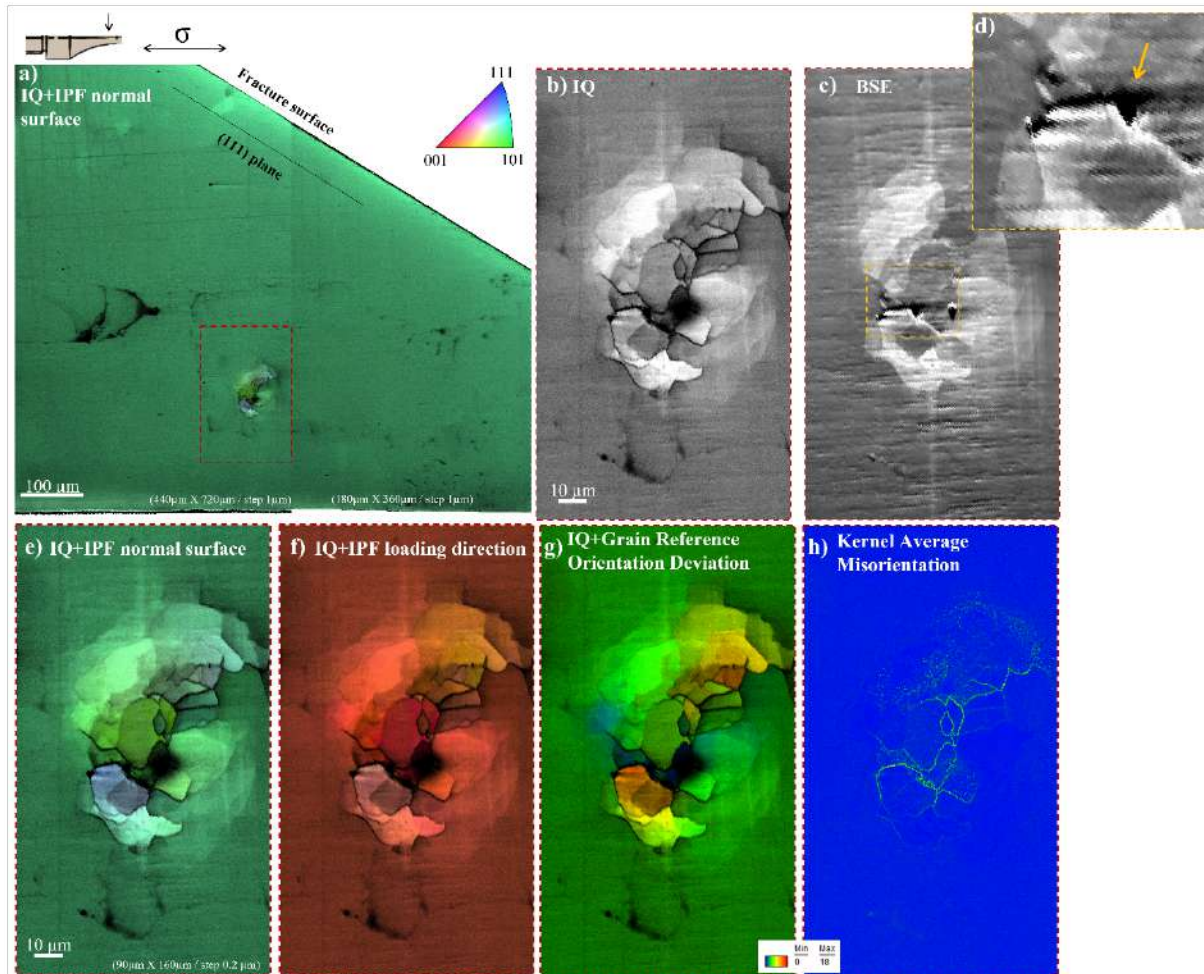 σ
a)
IQ+IPF normal
surface
Fracture surface
(111) plane
111
001
101
100 µm
(440µm X 720µm / step 1µm)
(180µm X 360µm / step 1µm)
b) IQ
10 µm
c) BSE
d)
e) IQ+IPF normal surface
10 µm
(90µm X 160µm / step 0.2 µm)
f) IQ+IPF loading direction
g) IQ+Grain Reference
Orientation Deviation
Min Max
0 18
h) Kernel Average
Misorientation